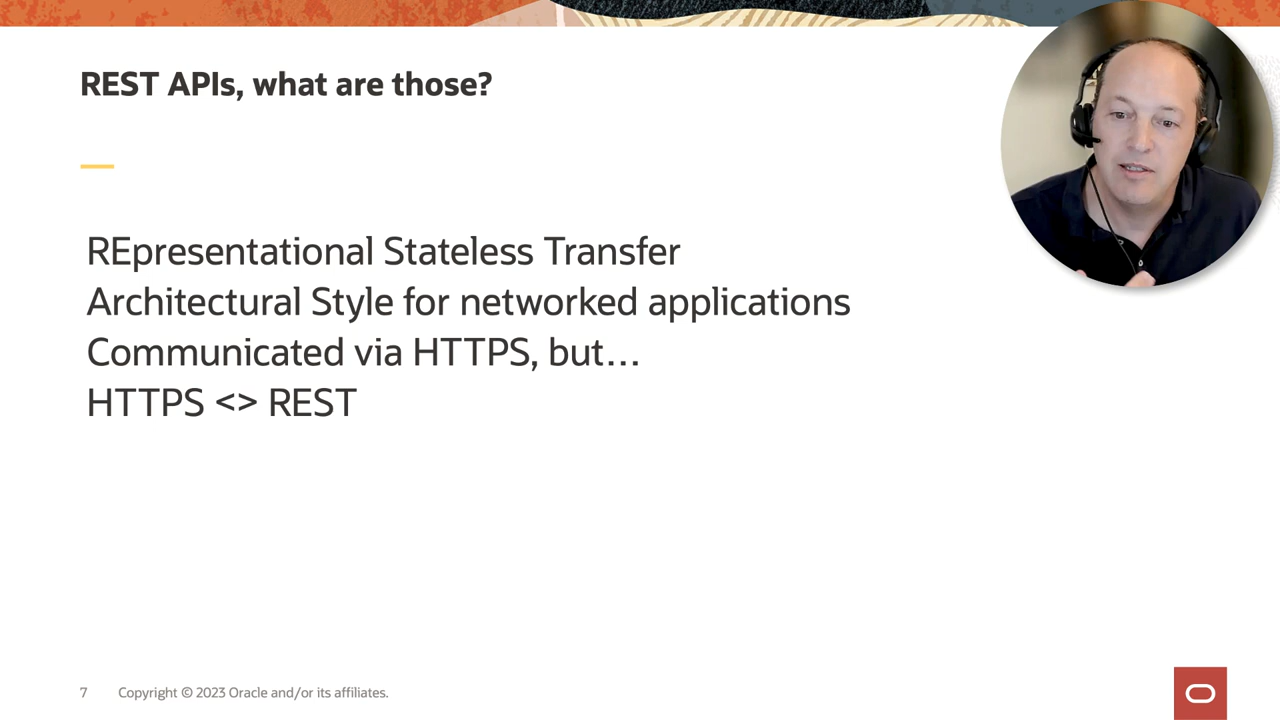 REST APIs, what are those?
REpresentational Stateless Transfer
Architectural Style for networked applications
Communicated via HTTPS, but...
HTTPS <> REST
7 Copyright © 2023 Oracle and/or its affiliates.